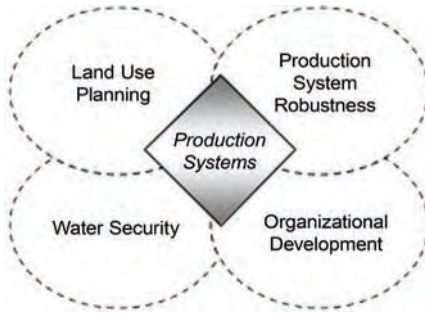 Land Use
Planning
Production
System
Robustness
Production
Systems
Water Security
Organizational
Development